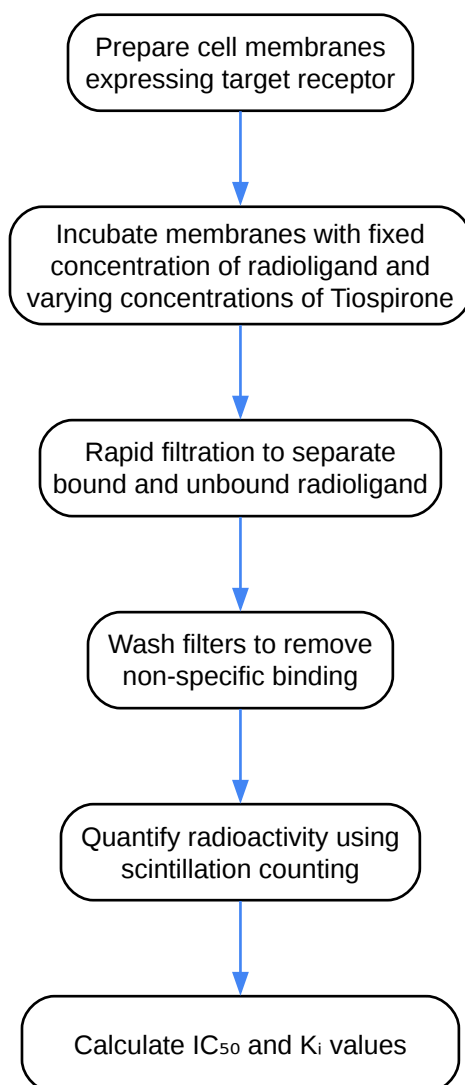 Prepare cell membranes
expressing target receptor
Incubate membranes with fixed
concentration of radioligand and
varying concentrations of Tiospirone
Rapid filtration to separate
bound and unbound radioligand
Wash filters to remove
non-specific binding
Quantify radioactivity using
scintillation counting
Calculate IC₅₀ and Kᵢ values